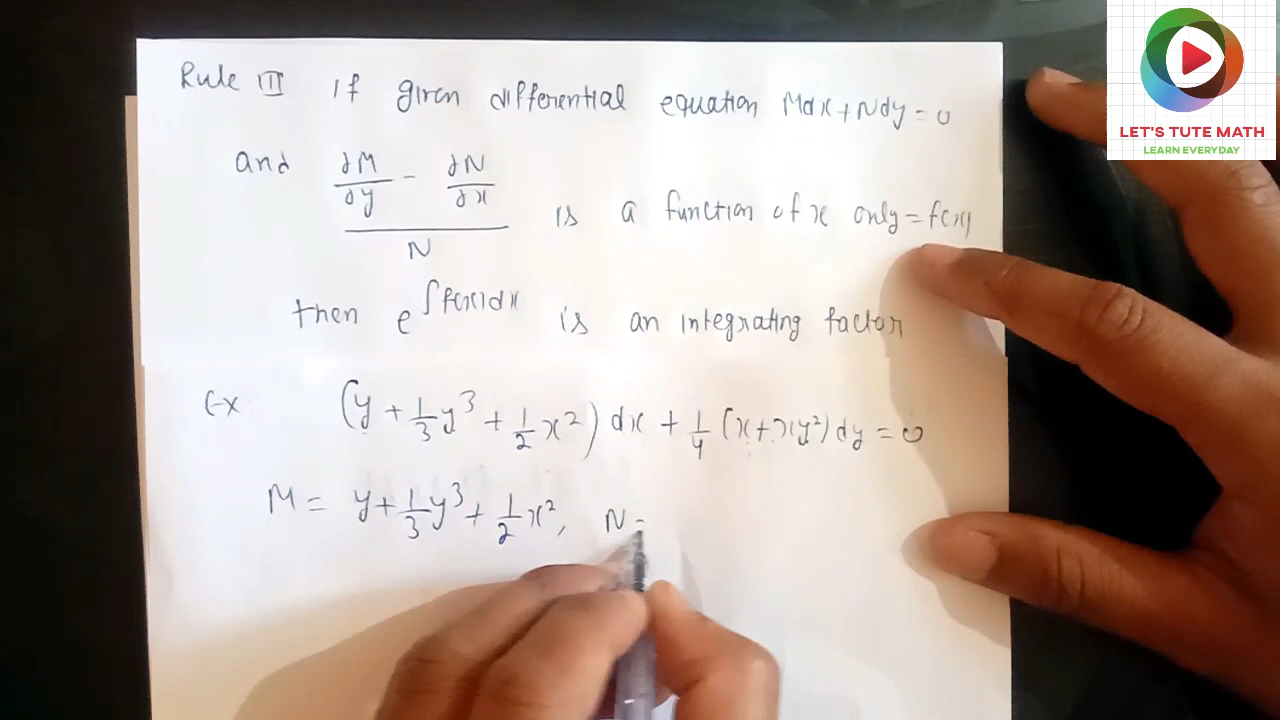 Rule III If given differential equation Mdx+Ndy=0
and (∂M/∂y - ∂N/∂x)/N is a function of x only = f(x)
then e^∫f(x)dx is an integrating factor
Ex (y + 1/3 y³ + 1/2 x²) dx + 1/4 (x+xy²) dy = 0
M = y + 1/3 y³ + 1/2 x², N =
LET'S TUTE MATH
LEARN EVERYDAY